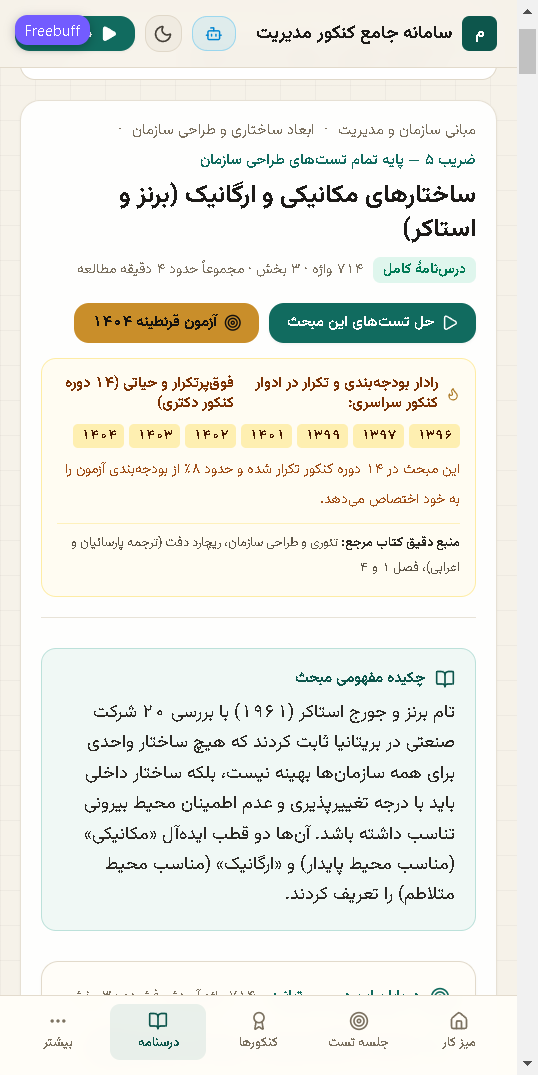 م
سامانه جامع کنکور مدیریت
Freebuff
مبانی سازمان و مدیریت · ابعاد ساختاری و طراحی سازمان ·
ضریب ۵ – پایه تمام تست‌های طراحی سازمان
ساختارهای مکانیکی و ارگانیک (برنز و
استاکر)
درس‌نامهٔ کامل ۷۱۴ واژه · ۳ بخش · مجموعاً حدود ۴ دقیقه مطالعه
حل تست‌های این مبحث
آزمون قرنطینه ۱۴۰۴
رادار بودجه‌بندی و تکرار در ادوار
کنکور سراسری:
فوق‌پرتکرار و حیاتی (۱۴ دوره
کنکور دکتری)
۱۳۹۶ ۱۳۹۷ ۱۳۹۹ ۱۴۰۱ ۱۴۰۲ ۱۴۰۳ ۱۴۰۴
این مبحث در ۱۴ دوره کنکور تکرار شده و حدود ۸٪ از بودجه‌بندی آزمون را
به خود اختصاص می‌دهد.
منبع دقیق کتاب مرجع: تئوری و طراحی سازمان، ریچارد دفت (ترجمه پارسائیان و
اعرابی)، فصل ۱ و ۴
چکیده مفهومی مبحث
تام برنز و جورج استاکر (۱۹۶۱) با بررسی ۲۰ شرکت
صنعتی در بریتانیا ثابت کردند که هیچ ساختار واحدی
برای همه سازمان‌ها بهینه نیست، بلکه ساختار داخلی
باید با درجه تغییرپذیری و عدم اطمینان محیط بیرونی
تناسب داشته باشد. آن‌ها دو قطب ایده‌آل «مکانیکی»
(مناسب محیط پایدار) و «ارگانیک» (مناسب محیط
متلاطم) را تعریف کردند.
میز کار
جلسه تست
کنکورها
درسنامه
بیشتر